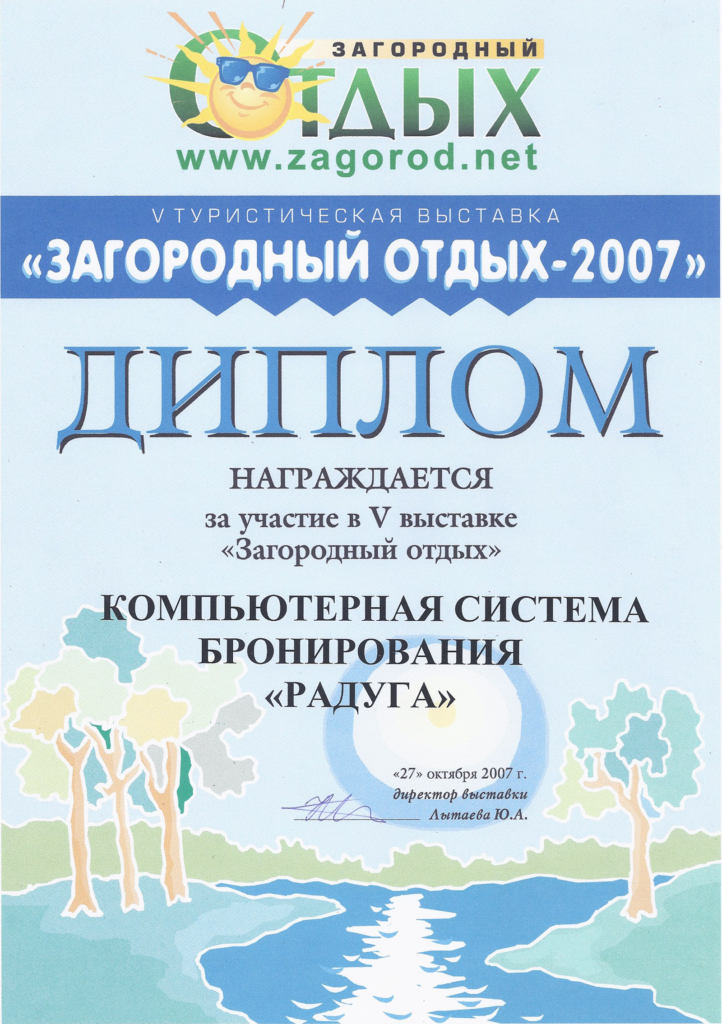 ЗАГОРОДНЫЙ
ОТДЫХ
www.zagorod.net
V ТУРИСТИЧЕСКАЯ ВЫСТАВКА
«ЗАГОРОДНЫЙ ОТДЫХ-2007»
ДИПЛОМ
НАГРАЖДАЕТСЯ
за участие в V выставке
«Загородный отдых»
КОМПЬЮТЕРНАЯ СИСТЕМА
БРОНИРОВАНИЯ
«РАДУГА»
«27» октября 2007 г.
директор выставки
Лытаева Ю.А.